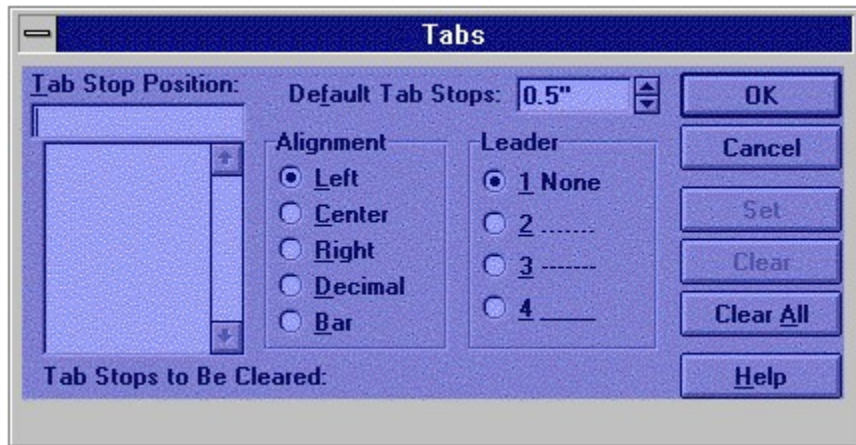 Tabs
Tab Stop Position:
Default Tab Stops: 0.5"
OK
Cancel
Set
Clear
Clear All
Help
Alignment
Left
Center
Right
Decimal
Bar
Leader
1 None
2 .......
3 -------
4 ____
Tab Stops to Be Cleared: